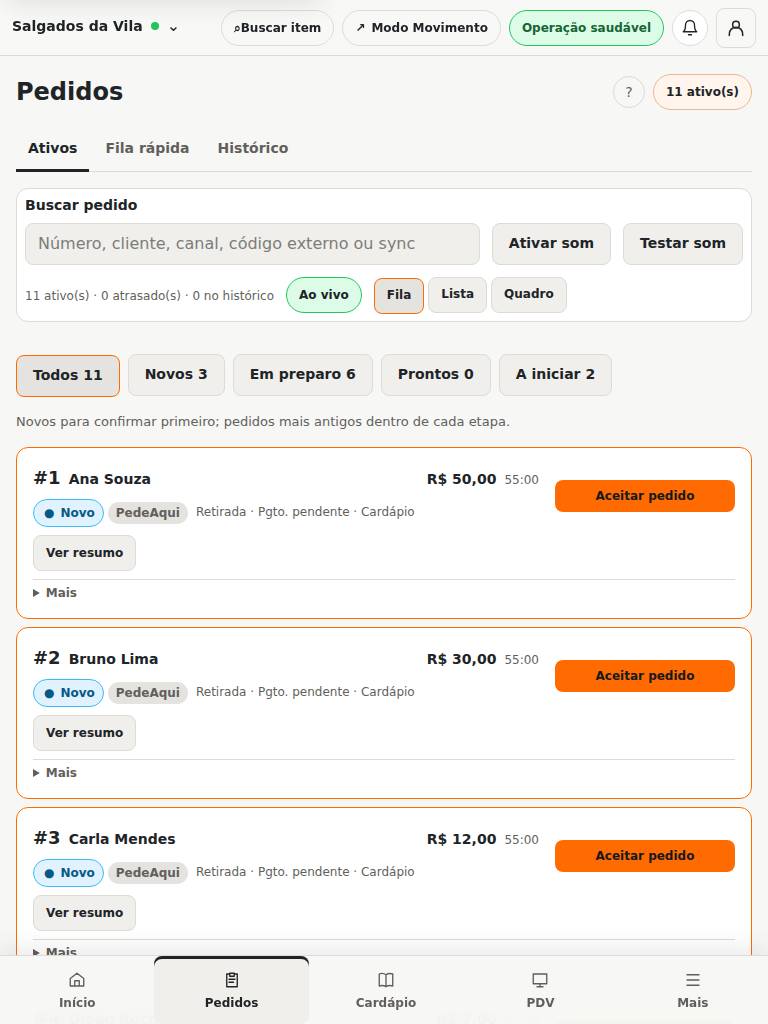 Salgados da Vila
Buscar item
Modo Movimento
Operação saudável
Pedidos
?
11 ativo(s)
Ativos
Fila rápida
Histórico
Buscar pedido
Número, cliente, canal, código externo ou sync
Ativar som
Testar som
11 ativo(s) · 0 atrasado(s) · 0 no histórico
Ao vivo
Fila
Lista
Quadro
Todos 11
Novos 3
Em preparo 6
Prontos 0
A iniciar 2
Novos para confirmar primeiro; pedidos mais antigos dentro de cada etapa.
#1 Ana Souza
R$ 50,00 55:00
Aceitar pedido
Novo
PedeAqui
Retirada · Pgto. pendente · Cardápio
Ver resumo
Mais
#2 Bruno Lima
R$ 30,00 55:00
Aceitar pedido
Novo
PedeAqui
Retirada · Pgto. pendente · Cardápio
Ver resumo
Mais
#3 Carla Mendes
R$ 12,00 55:00
Aceitar pedido
Novo
PedeAqui
Retirada · Pgto. pendente · Cardápio
Ver resumo
Mais
Início
Pedidos
Cardápio
PDV
Mais